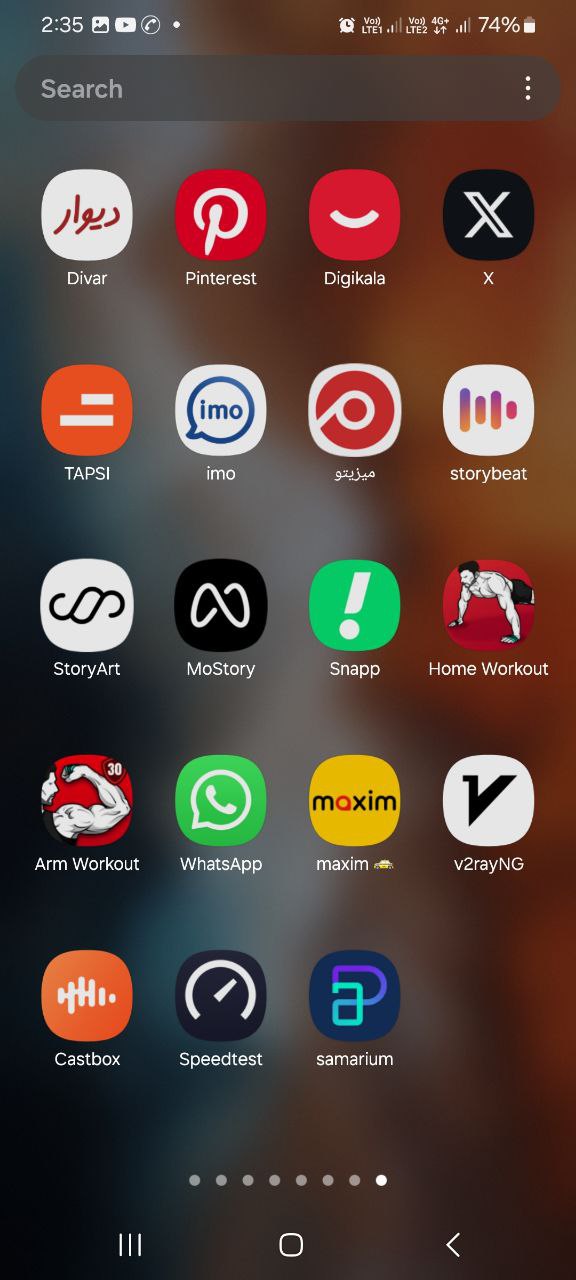 2:35 Vo)) LTE1 Vo)) LTE2 4G+ 74%
Search
دیوار
Divar Pinterest Digikala X
imo
TAPSI imo میزیتو storybeat
StoryArt MoStory Snapp Home Workout
30
maxim
Arm Workout WhatsApp maxim 🚕 v2rayNG
Castbox Speedtest samarium